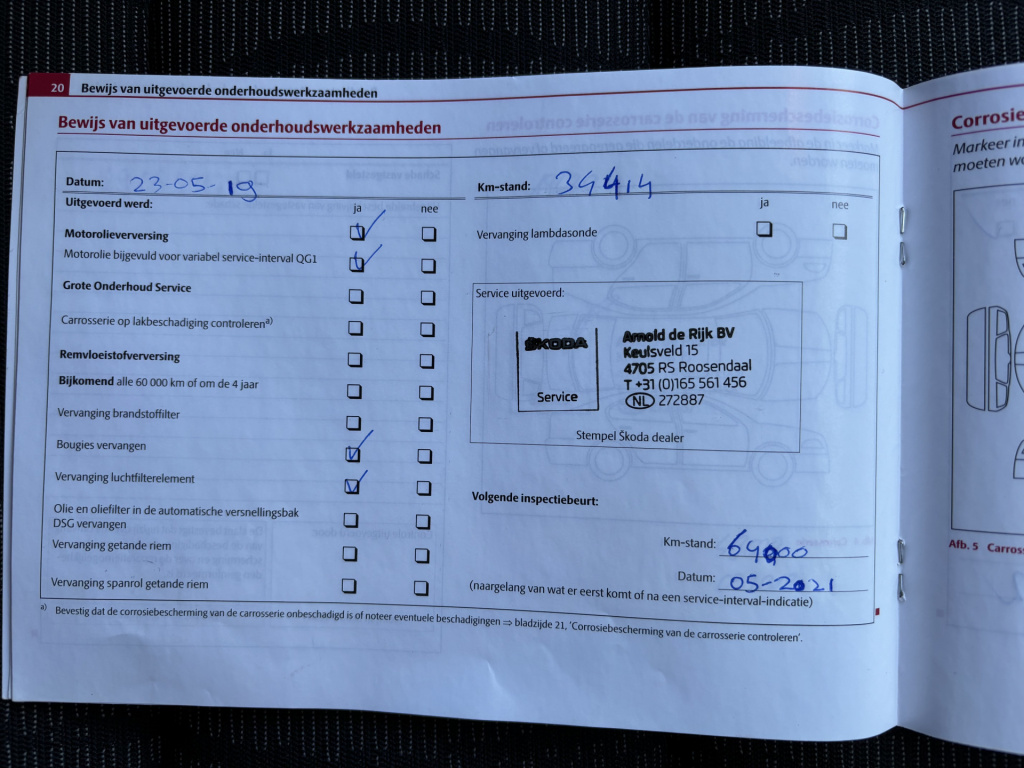 20 Bewijs van uitgevoerde onderhoudswerkzaamheden
Bewijs van uitgevoerde onderhoudswerkzaamheden
Datum: 23-05-19
Uitgevoerd werd: ja nee
Motorolieverversing
Motorolie bijgevuld voor variabel service-interval QG1
Grote Onderhoud Service
Carrosserie op lakbeschadiging controleren a)
Remvloeistofverversing
Bijkomend alle 60 000 km of om de 4 jaar
Vervanging brandstoffilter
Bougies vervangen
Vervanging luchtfilterelement
Olie en oliefilter in de automatische versnellingsbak
DSG vervangen
Vervanging getande riem
Vervanging spanrol getande riem
Km-stand: 34414
ja nee
Vervanging lambdasonde
Service uitgevoerd:
ŠKODA
Service
Arnold de Rijk BV
Keulsveld 15
4705 RS Roosendaal
T +31 (0)165 561 456
NL 272887
Stempel Škoda dealer
Volgende inspectiebeurt:
Km-stand: 64000
Datum: 05-2021
(naargelang van wat er eerst komt of na een service-interval-indicatie)
a) Bevestig dat de corrosiebescherming van de carrosserie onbeschadigd is of noteer eventuele beschadigingen ⇒ bladzijde 21, 'Corrosiebescherming van de carrosserie controleren'.
Corrosie
Markeer in
moeten wo
Afb. 5 Carross